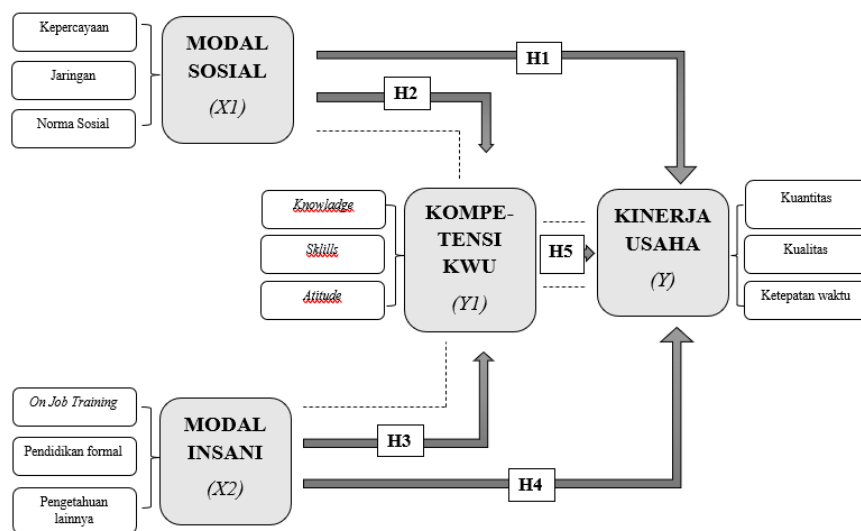 Kepercayaan
Jaringan
Norma Sosial
MODAL
SOSIAL
(X1)
H1
H2
Knowladge
Sklills
Atitude
KOMPE-
TENSI
KWU
(Y1)
H5
KINERJA
USAHA
(Y)
Kuantitas
Kualitas
Ketepatan waktu
On Job Training
Pendidikan formal
Pengetahuan
lainnya
MODAL
INSANI
(X2)
H3
H4